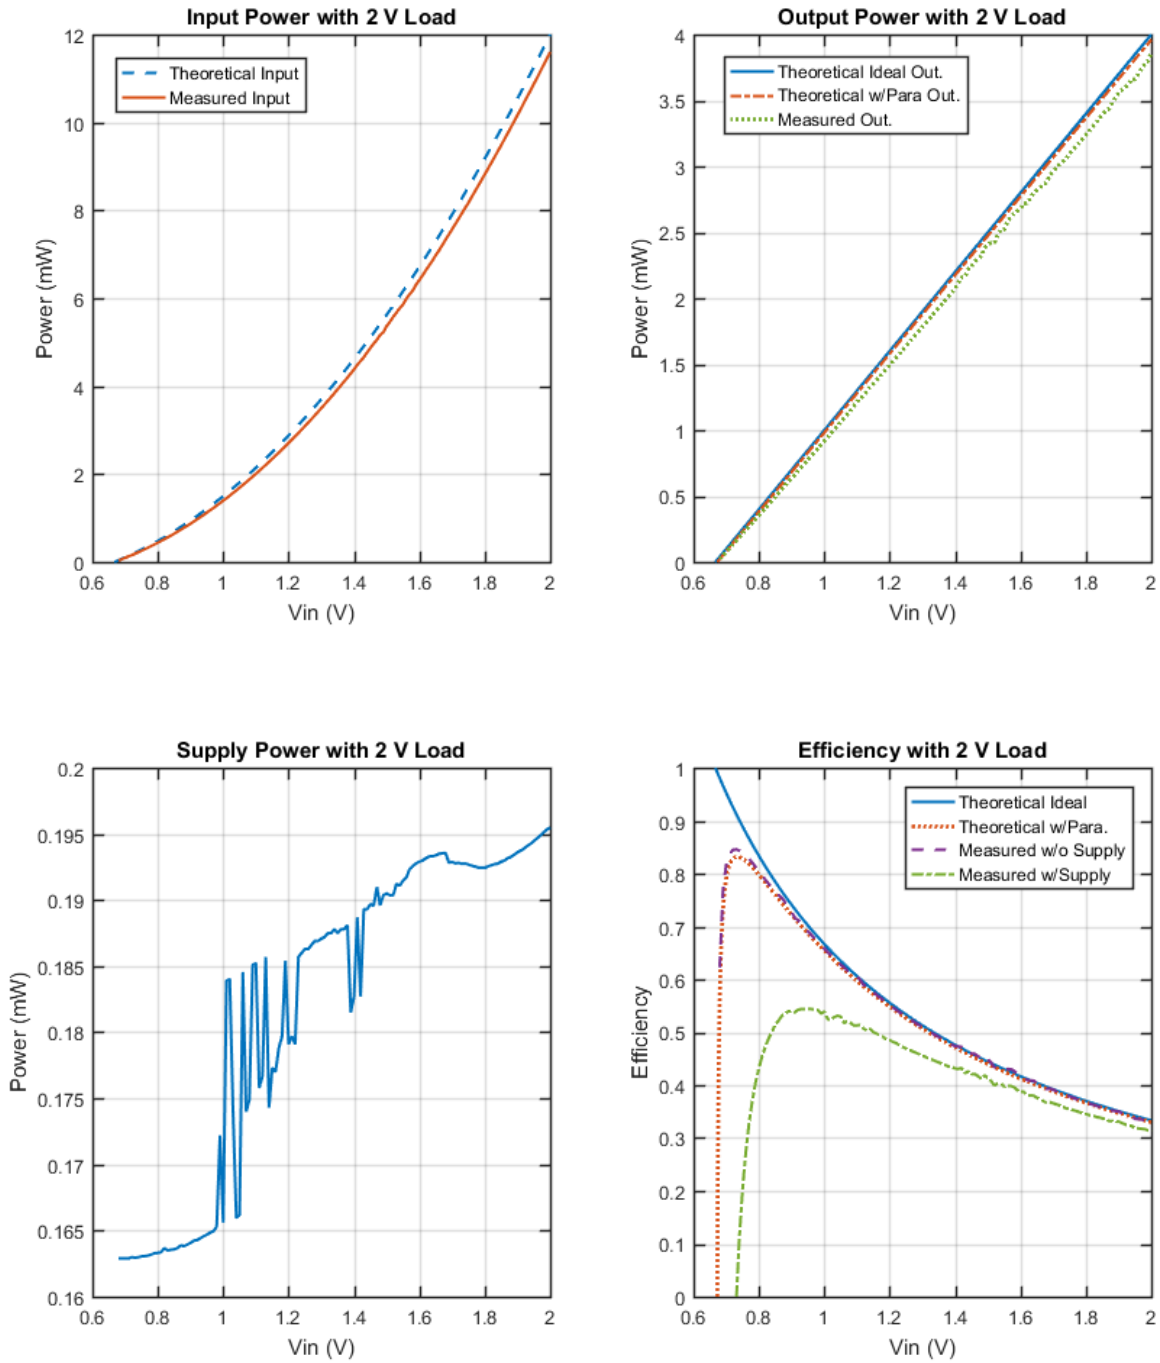 Input Power with 2 V Load
12
10
8
6
4
2
0
Power (mW)
Theoretical Input
Measured Input
0.6 0.8 1 1.2 1.4 1.6 1.8 2
Vin (V)
Output Power with 2 V Load
4
3.5
3
2.5
2
1.5
1
0.5
0
Power (mW)
Theoretical Ideal Out.
Theoretical w/Para Out.
Measured Out.
0.6 0.8 1 1.2 1.4 1.6 1.8 2
Vin (V)
Supply Power with 2 V Load
0.2
0.195
0.19
0.185
0.18
0.175
0.17
0.165
0.16
Power (mW)
0.6 0.8 1 1.2 1.4 1.6 1.8 2
Vin (V)
Efficiency with 2 V Load
1
0.9
0.8
0.7
0.6
0.5
0.4
0.3
0.2
0.1
0
Efficiency
Theoretical Ideal
Theoretical w/Para.
Measured w/o Supply
Measured w/Supply
0.6 0.8 1 1.2 1.4 1.6 1.8 2
Vin (V)